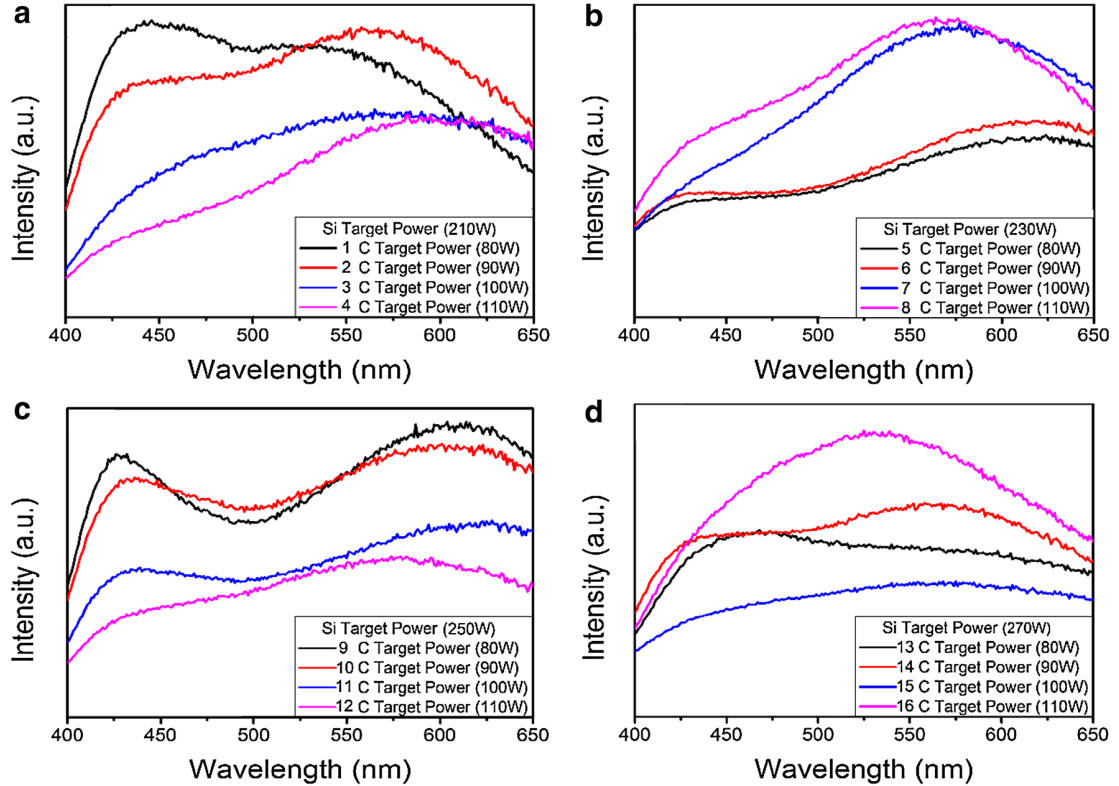 a
Intensity (a.u.)
Si Target Power (210W)
1 C Target Power (80W)
2 C Target Power (90W)
3 C Target Power (100W)
4 C Target Power (110W)
400 450 500 550 600 650
Wavelength (nm)
b
Intensity (a.u.)
Si Target Power (230W)
5 C Target Power (80W)
6 C Target Power (90W)
7 C Target Power (100W)
8 C Target Power (110W)
400 450 500 550 600 650
Wavelength (nm)
c
Intensity (a.u.)
Si Target Power (250W)
9 C Target Power (80W)
10 C Target Power (90W)
11 C Target Power (100W)
12 C Target Power (110W)
400 450 500 550 600 650
Wavelength (nm)
d
Intensity (a.u.)
Si Target Power (270W)
13 C Target Power (80W)
14 C Target Power (90W)
15 C Target Power (100W)
16 C Target Power (110W)
400 450 500 550 600 650
Wavelength (nm)